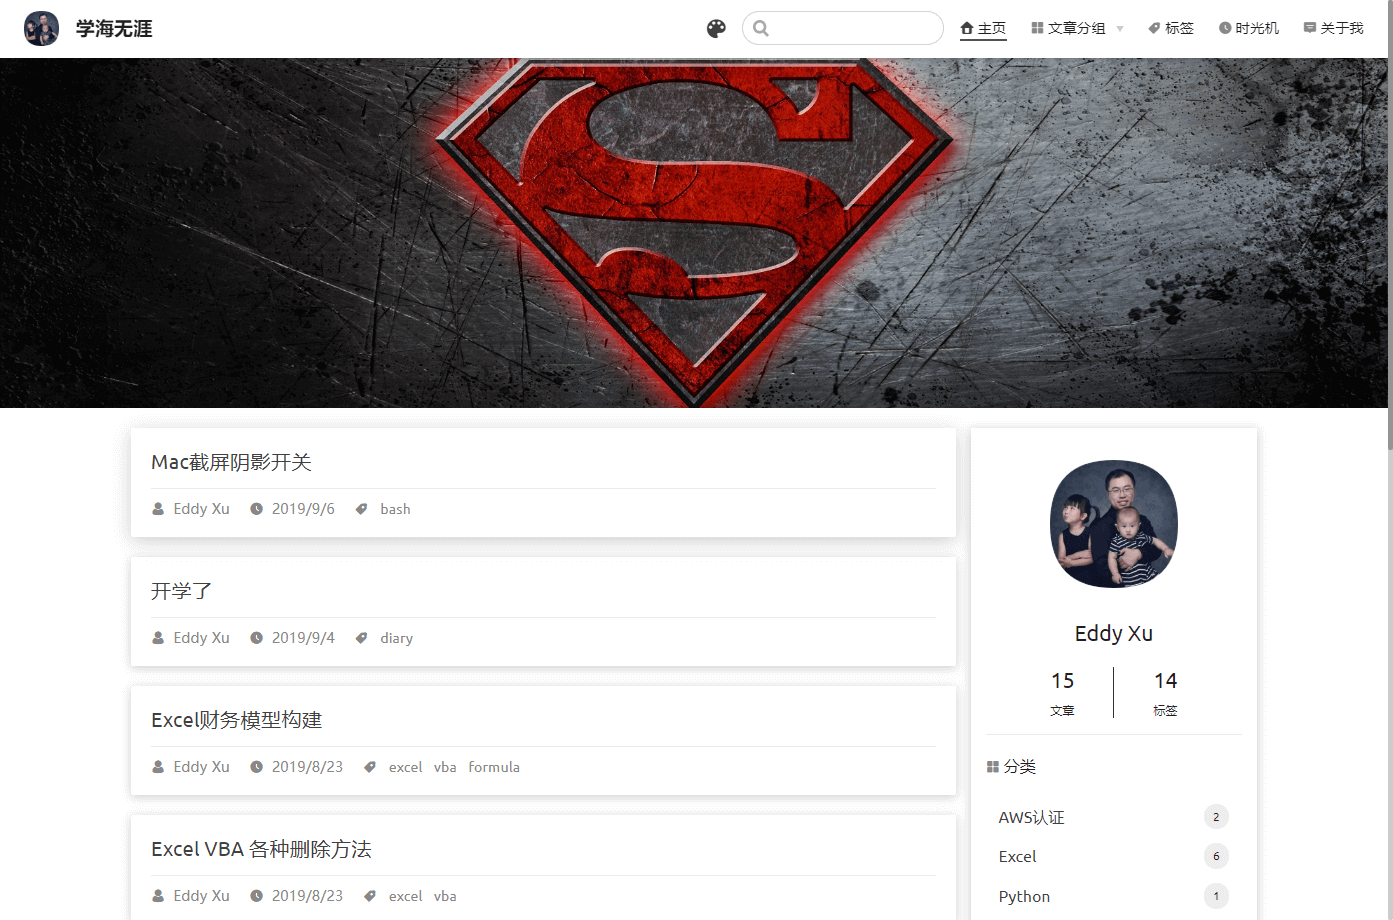 学海无涯
主页 文章分组 标签 时光机 关于我
Mac截屏阴影开关
Eddy Xu 2019/9/6 bash
开学了
Eddy Xu 2019/9/4 diary
Excel财务模型构建
Eddy Xu 2019/8/23 excel vba formula
Excel VBA 各种删除方法
Eddy Xu 2019/8/23 excel vba
Eddy Xu
15 14
文章 标签
分类
AWS认证 2
Excel 6
Python 1